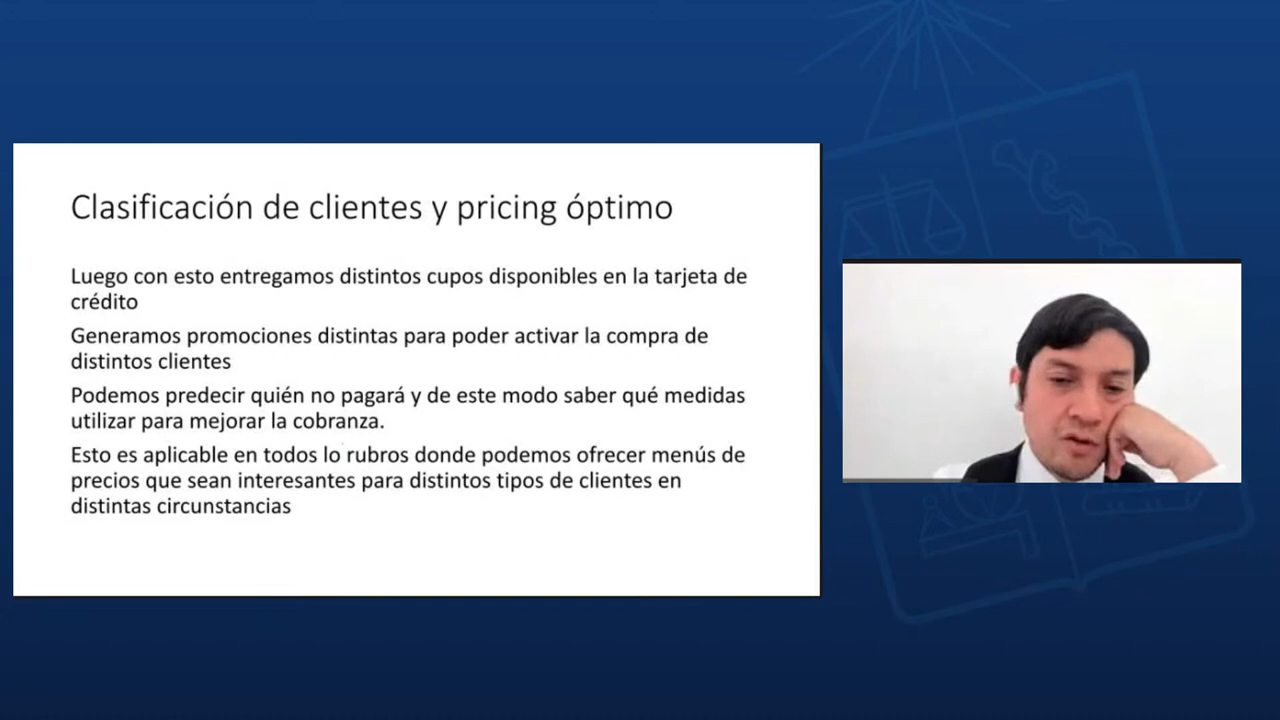 Clasificación de clientes y pricing óptimo
Luego con esto entregamos distintos cupos disponibles en la tarjeta de
crédito
Generamos promociones distintas para poder activar la compra de
distintos clientes
Podemos predecir quién no pagará y de este modo saber qué medidas
utilizar para mejorar la cobranza.
Esto es aplicable en todos lo rubros donde podemos ofrecer menús de
precios que sean interesantes para distintos tipos de clientes en
distintas circunstancias